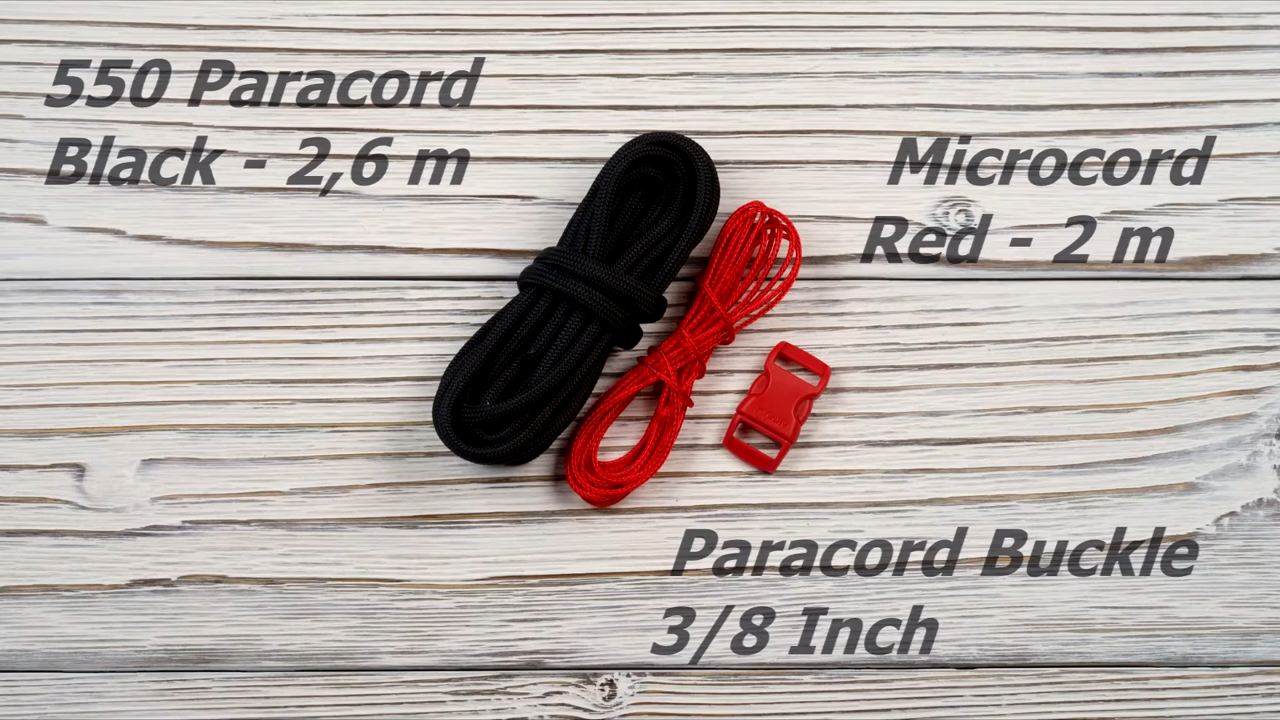 550 Paracord
Black - 2,6 m
Microcord
Red - 2 m
Paracord Buckle
3/8 Inch